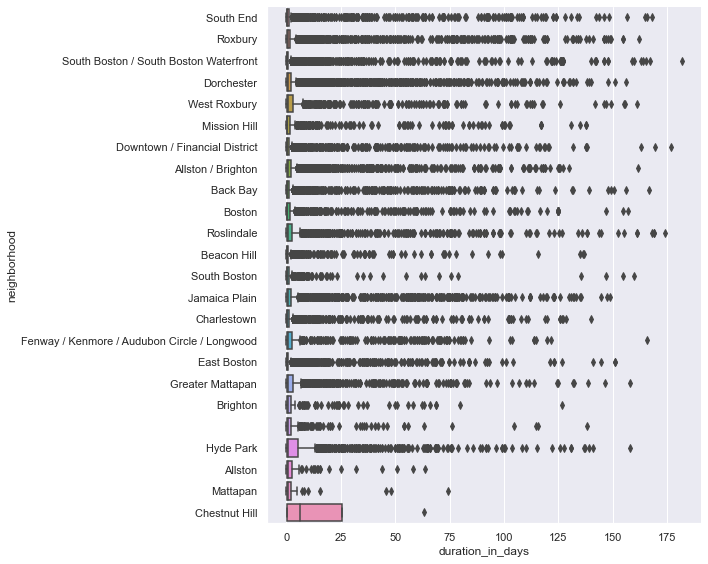 South End
Roxbury
South Boston / South Boston Waterfront
Dorchester
West Roxbury
Mission Hill
Downtown / Financial District
Allston / Brighton
Back Bay
Boston
Roslindale
Beacon Hill
South Boston
Jamaica Plain
Charlestown
Fenway / Kenmore / Audubon Circle / Longwood
East Boston
Greater Mattapan
Brighton
Hyde Park
Allston
Mattapan
Chestnut Hill
neighborhood
0 25 50 75 100 125 150 175
duration_in_days